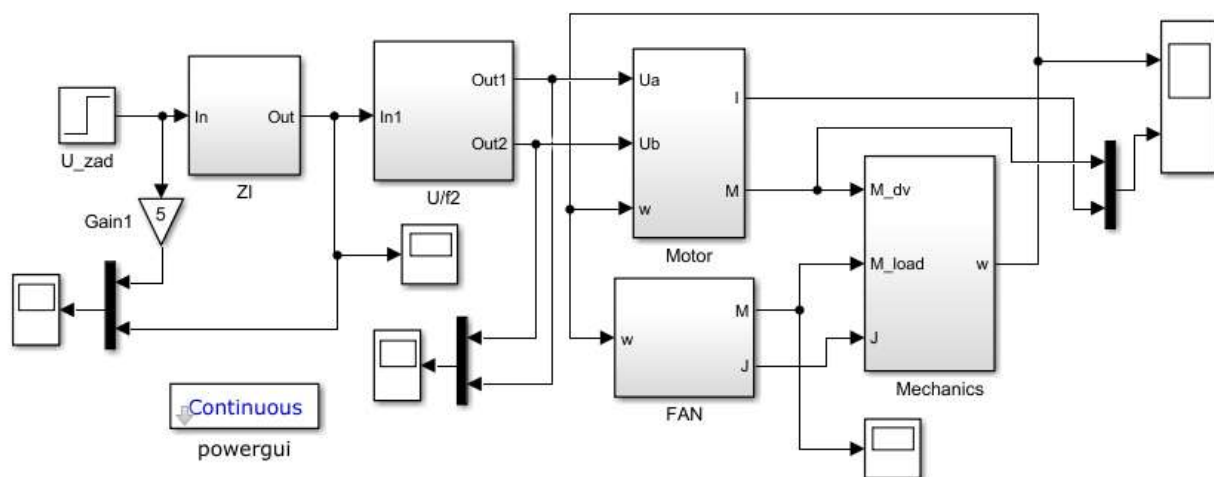 U_zad
In
Out
ZI
5
Gain1
In1
Out1
Out2
U/f2
Ua
Ub
w
I
M
Motor
w
M
J
FAN
M_dv
M_load
J
w
Mechanics
Continuous
powergui